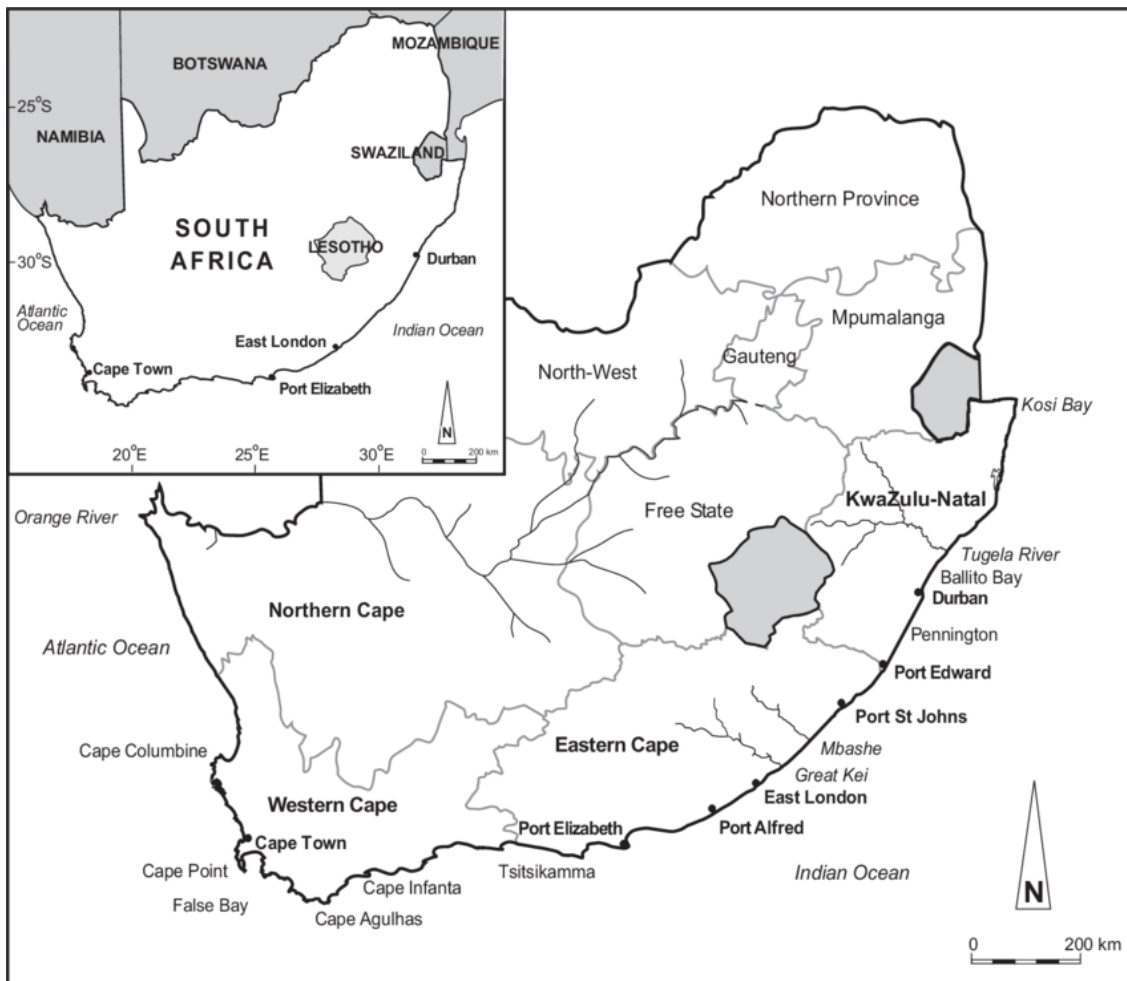 MOZAMBIQUE
BOTSWANA
25°S
NAMIBIA
SWAZILAND
SOUTH
AFRICA
LESOTHO
30°S
Durban
Atlantic
Ocean
Indian Ocean
East London
Cape Town
Port Elizabeth
N
0 200 km
20°E 25°E 30°E
Northern Province
Mpumalanga
Gauteng
North-West
Kosi Bay
KwaZulu-Natal
Free State
Orange River
Tugela River
Ballito Bay
Durban
Northern Cape
Pennington
Atlantic Ocean
Port Edward
Port St Johns
Eastern Cape
Mbashe
Cape Columbine
Great Kei
East London
Western Cape
Port Elizabeth
Port Alfred
Cape Town
Cape Point
Tsitsikamma
Indian Ocean
Cape Infanta
False Bay
Cape Agulhas
N
0 200 km